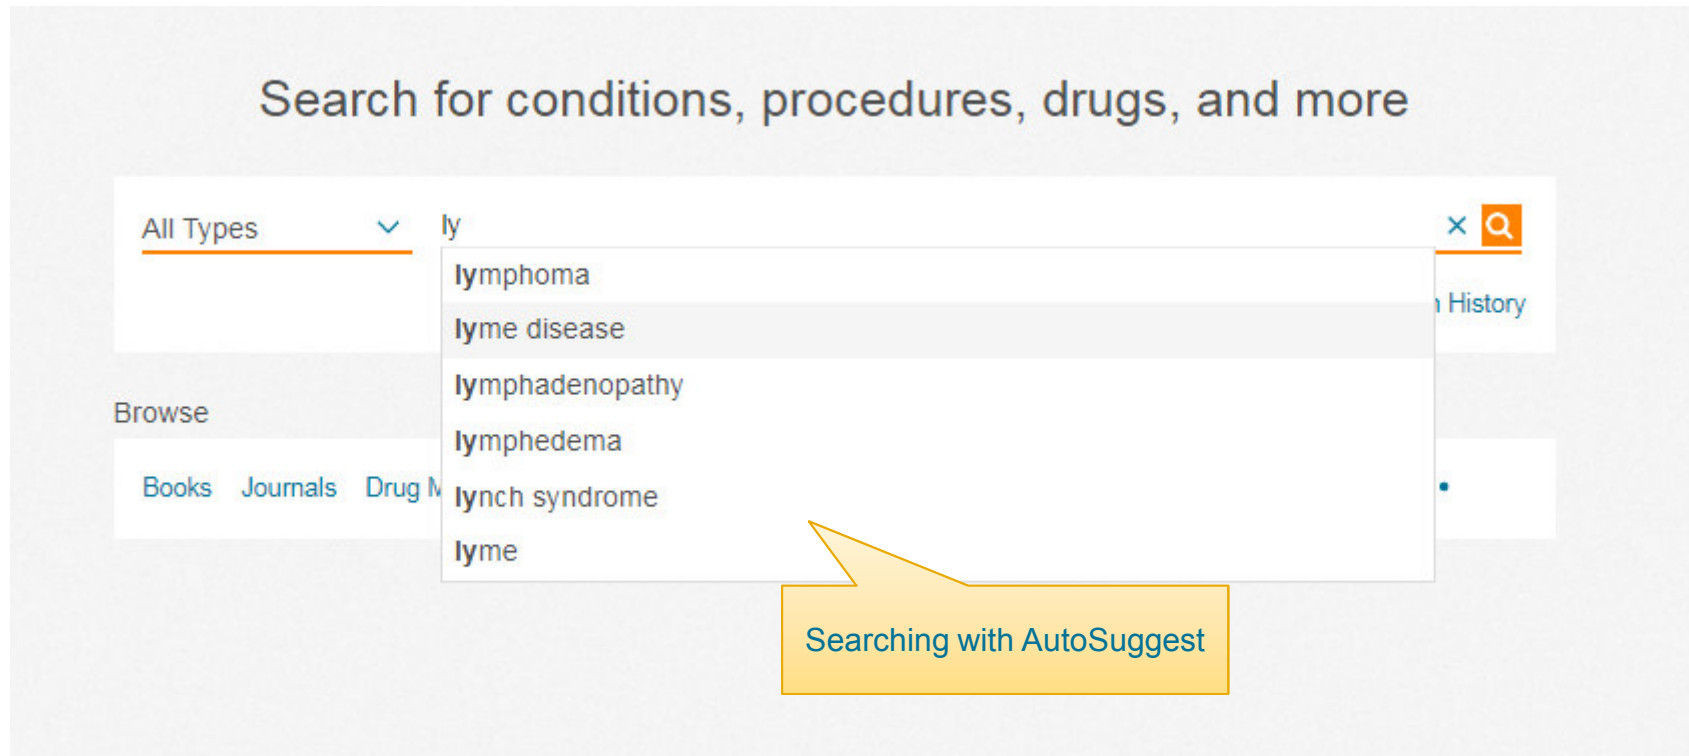 Search for conditions, procedures, drugs, and more
All Types
ly
lymphoma
History
lyme disease
lymphadenopathy
Browse
lymphedema
Books Journals Drug
lynch syndrome
lyme
Searching with AutoSuggest